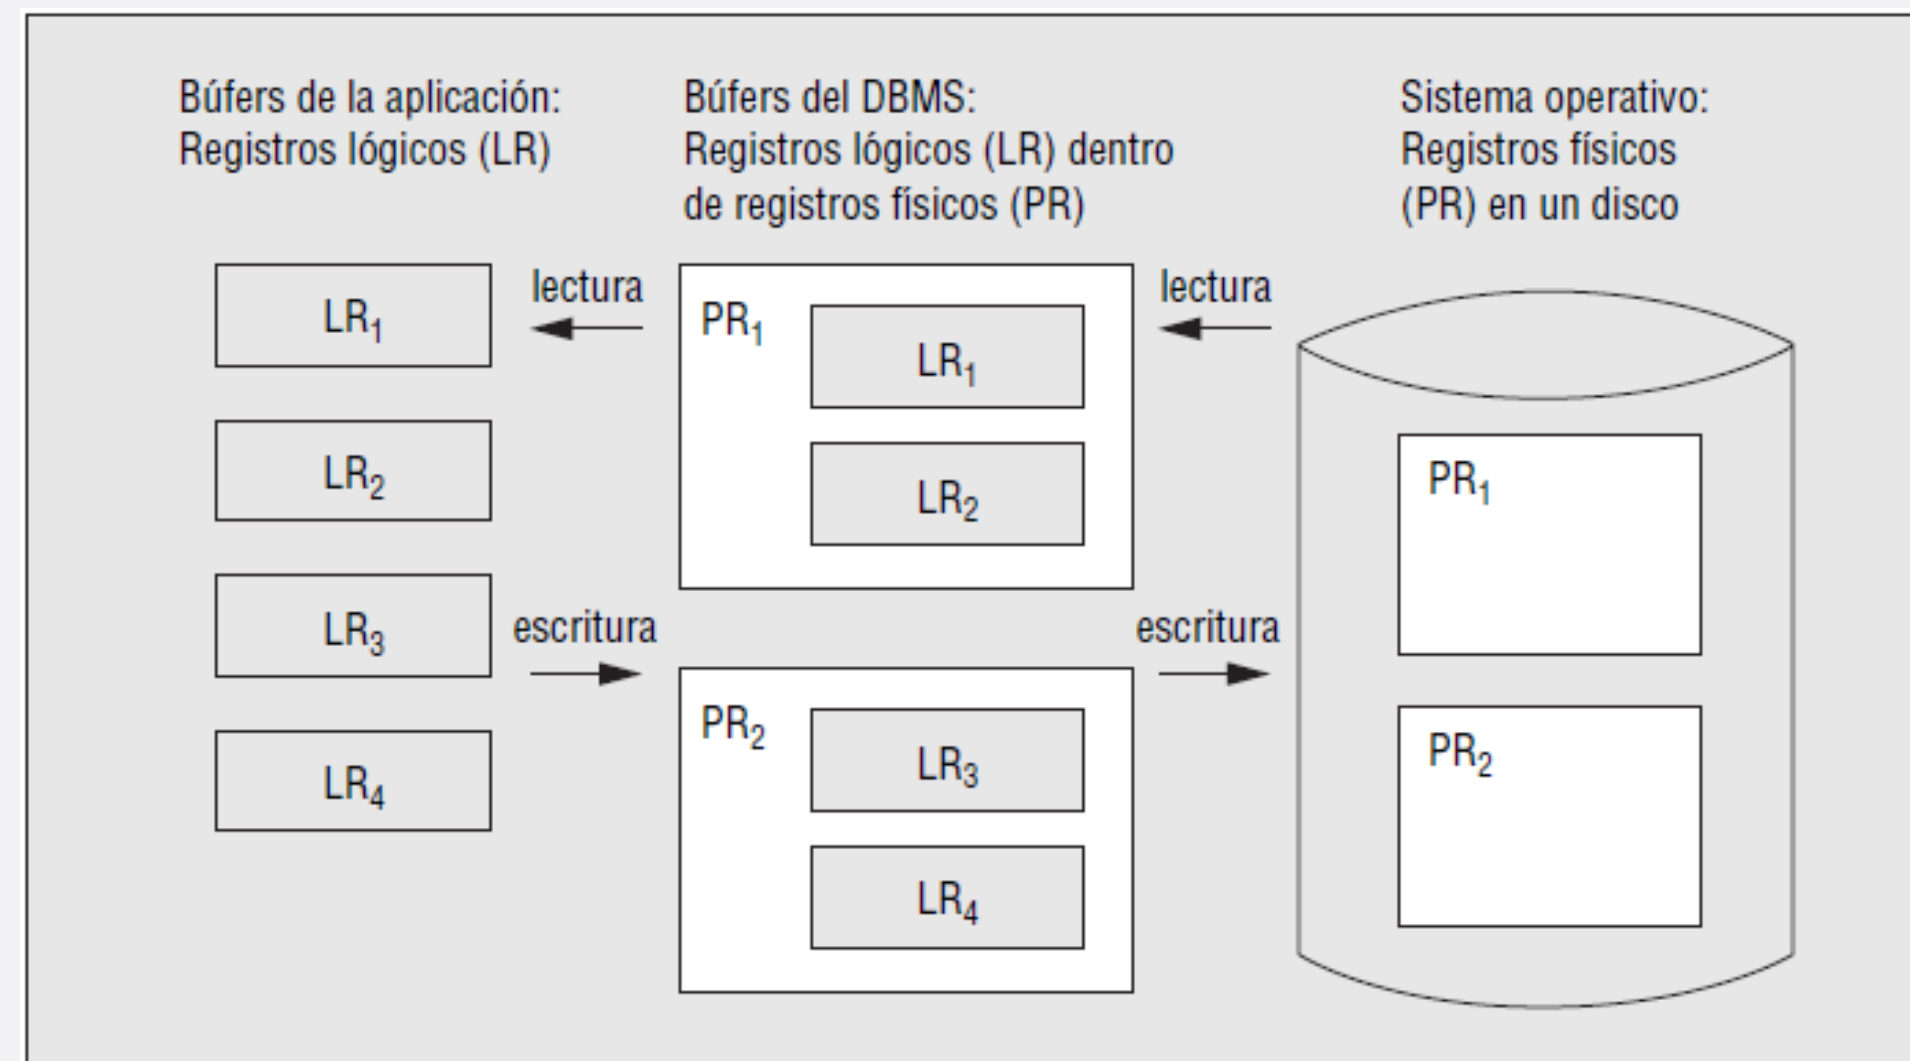 Búfers de la aplicación:
Registros lógicos (LR)
Búfers del DBMS:
Registros lógicos (LR) dentro
de registros físicos (PR)
Sistema operativo:
Registros físicos
(PR) en un disco
LR₁
LR₂
LR₃
LR₄
lectura
escritura
PR₁
LR₁
LR₂
PR₂
LR₃
LR₄
lectura
escritura
PR₁
PR₂